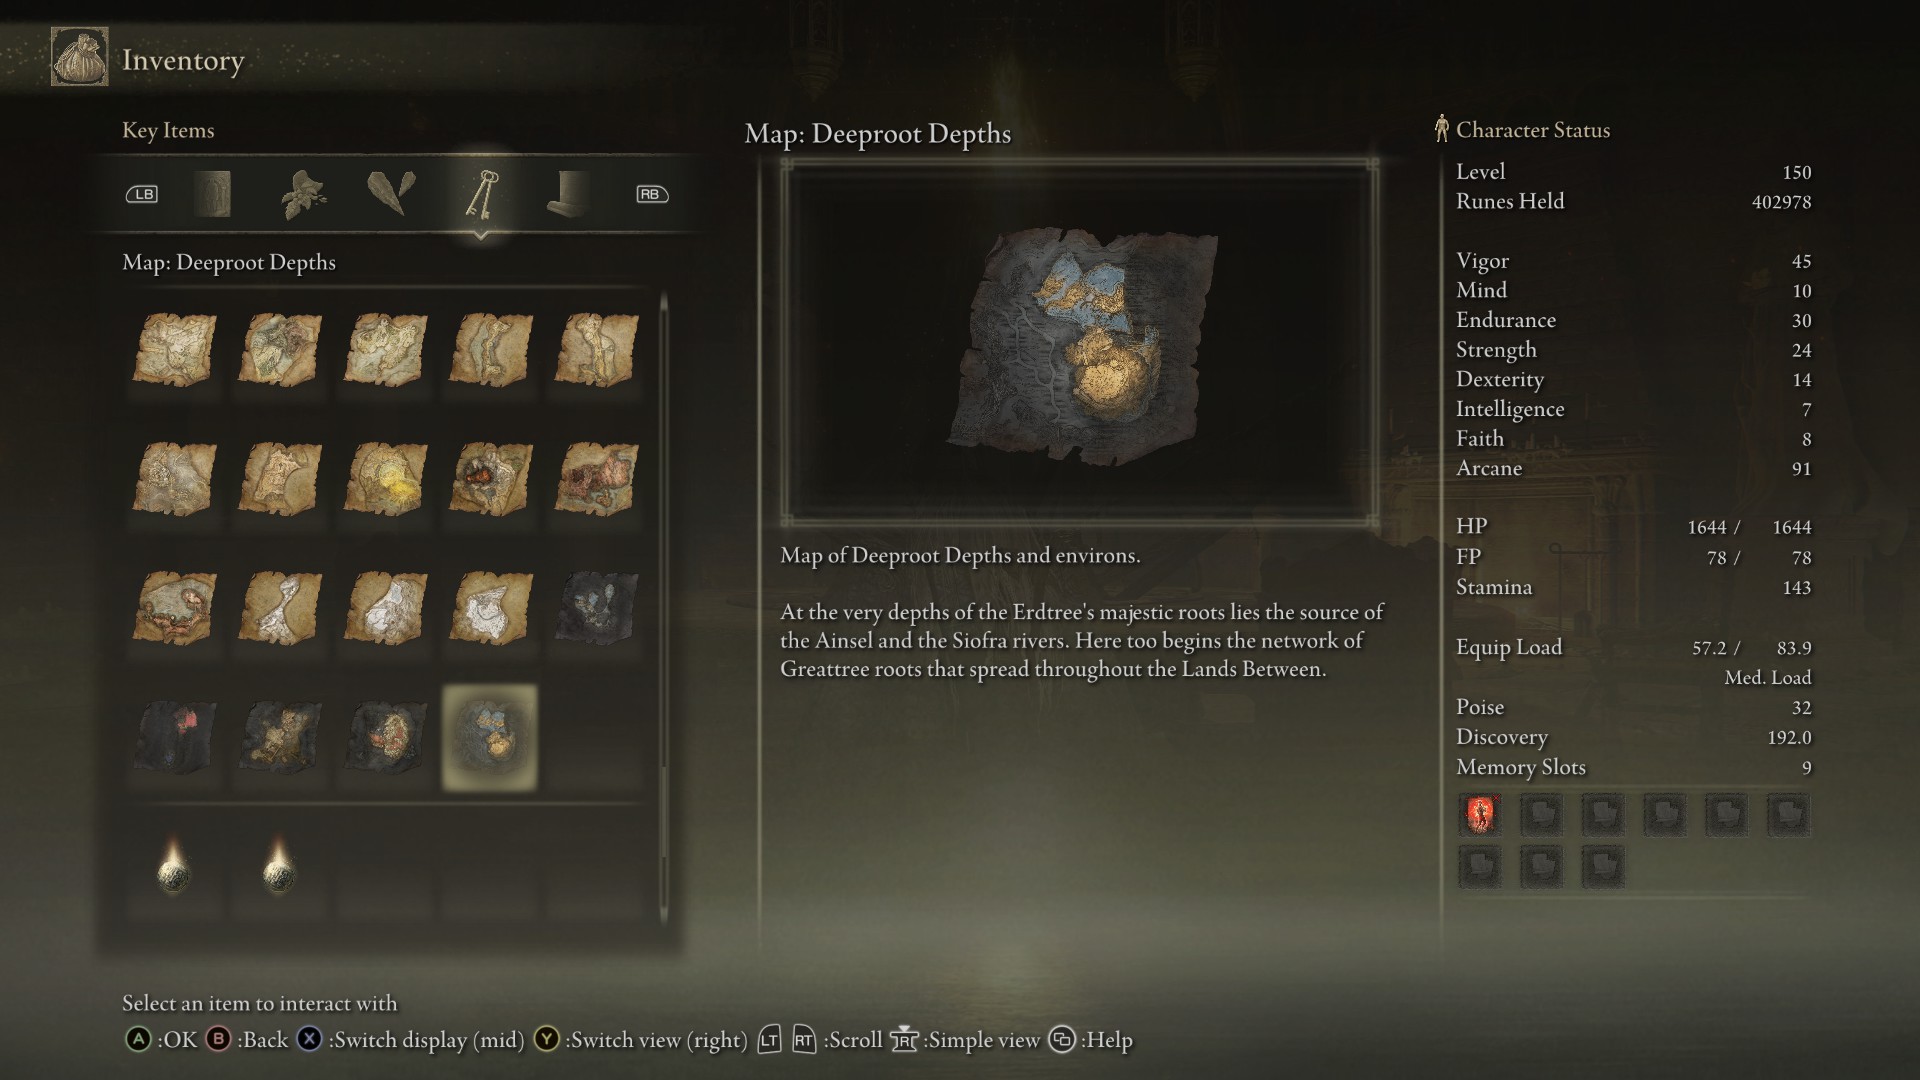 Inventory
Key Items
LB
RB
Map: Deeproot Depths
Map: Deeproot Depths
Map of Deeproot Depths and environs.
At the very depths of the Erdtree's majestic roots lies the source of
the Ainsel and the Siofra rivers. Here too begins the network of
Greattree roots that spread throughout the Lands Between.
Character Status
Level 150
Runes Held 402978
Vigor 45
Mind 10
Endurance 30
Strength 24
Dexterity 14
Intelligence 7
Faith 8
Arcane 91
HP 1644 / 1644
FP 78 / 78
Stamina 143
Equip Load 57.2 / 83.9
Med. Load
Poise 32
Discovery 192.0
Memory Slots 9
Select an item to interact with
A :OK B :Back X :Switch display (mid) Y :Switch view (right) LT RT :Scroll R :Simple view :Help